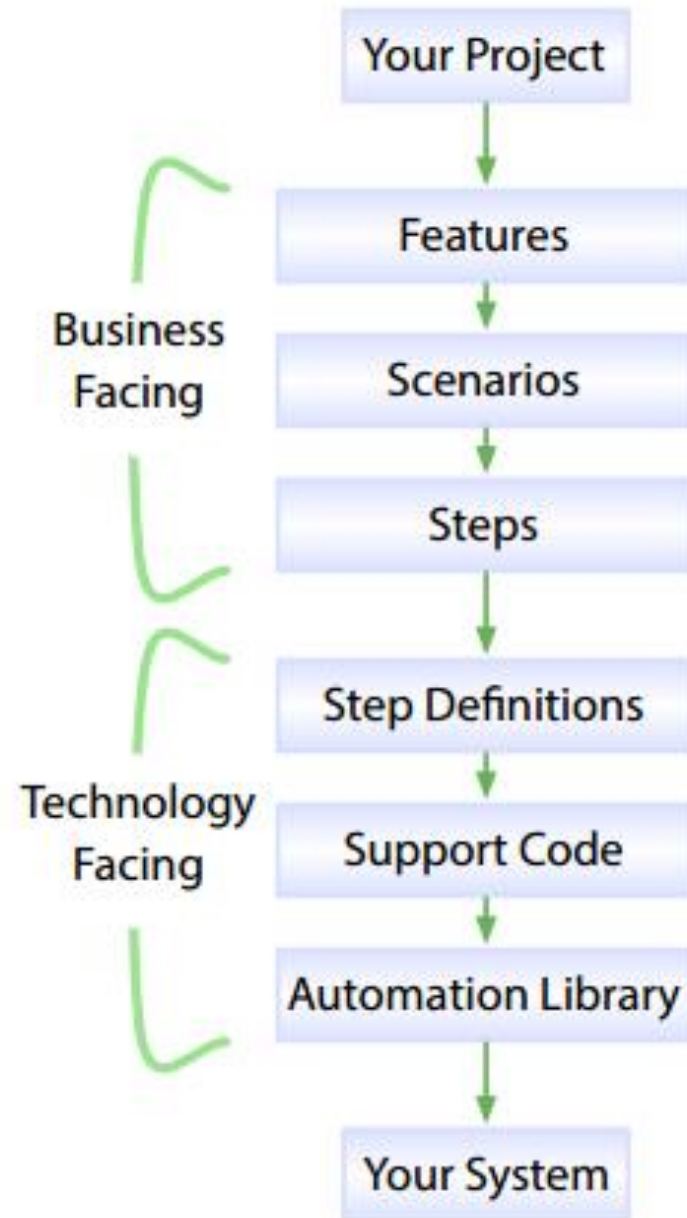 Your Project
Features
Business
Facing
Scenarios
Steps
Step Definitions
Technology
Facing
Support Code
Automation Library
Your System